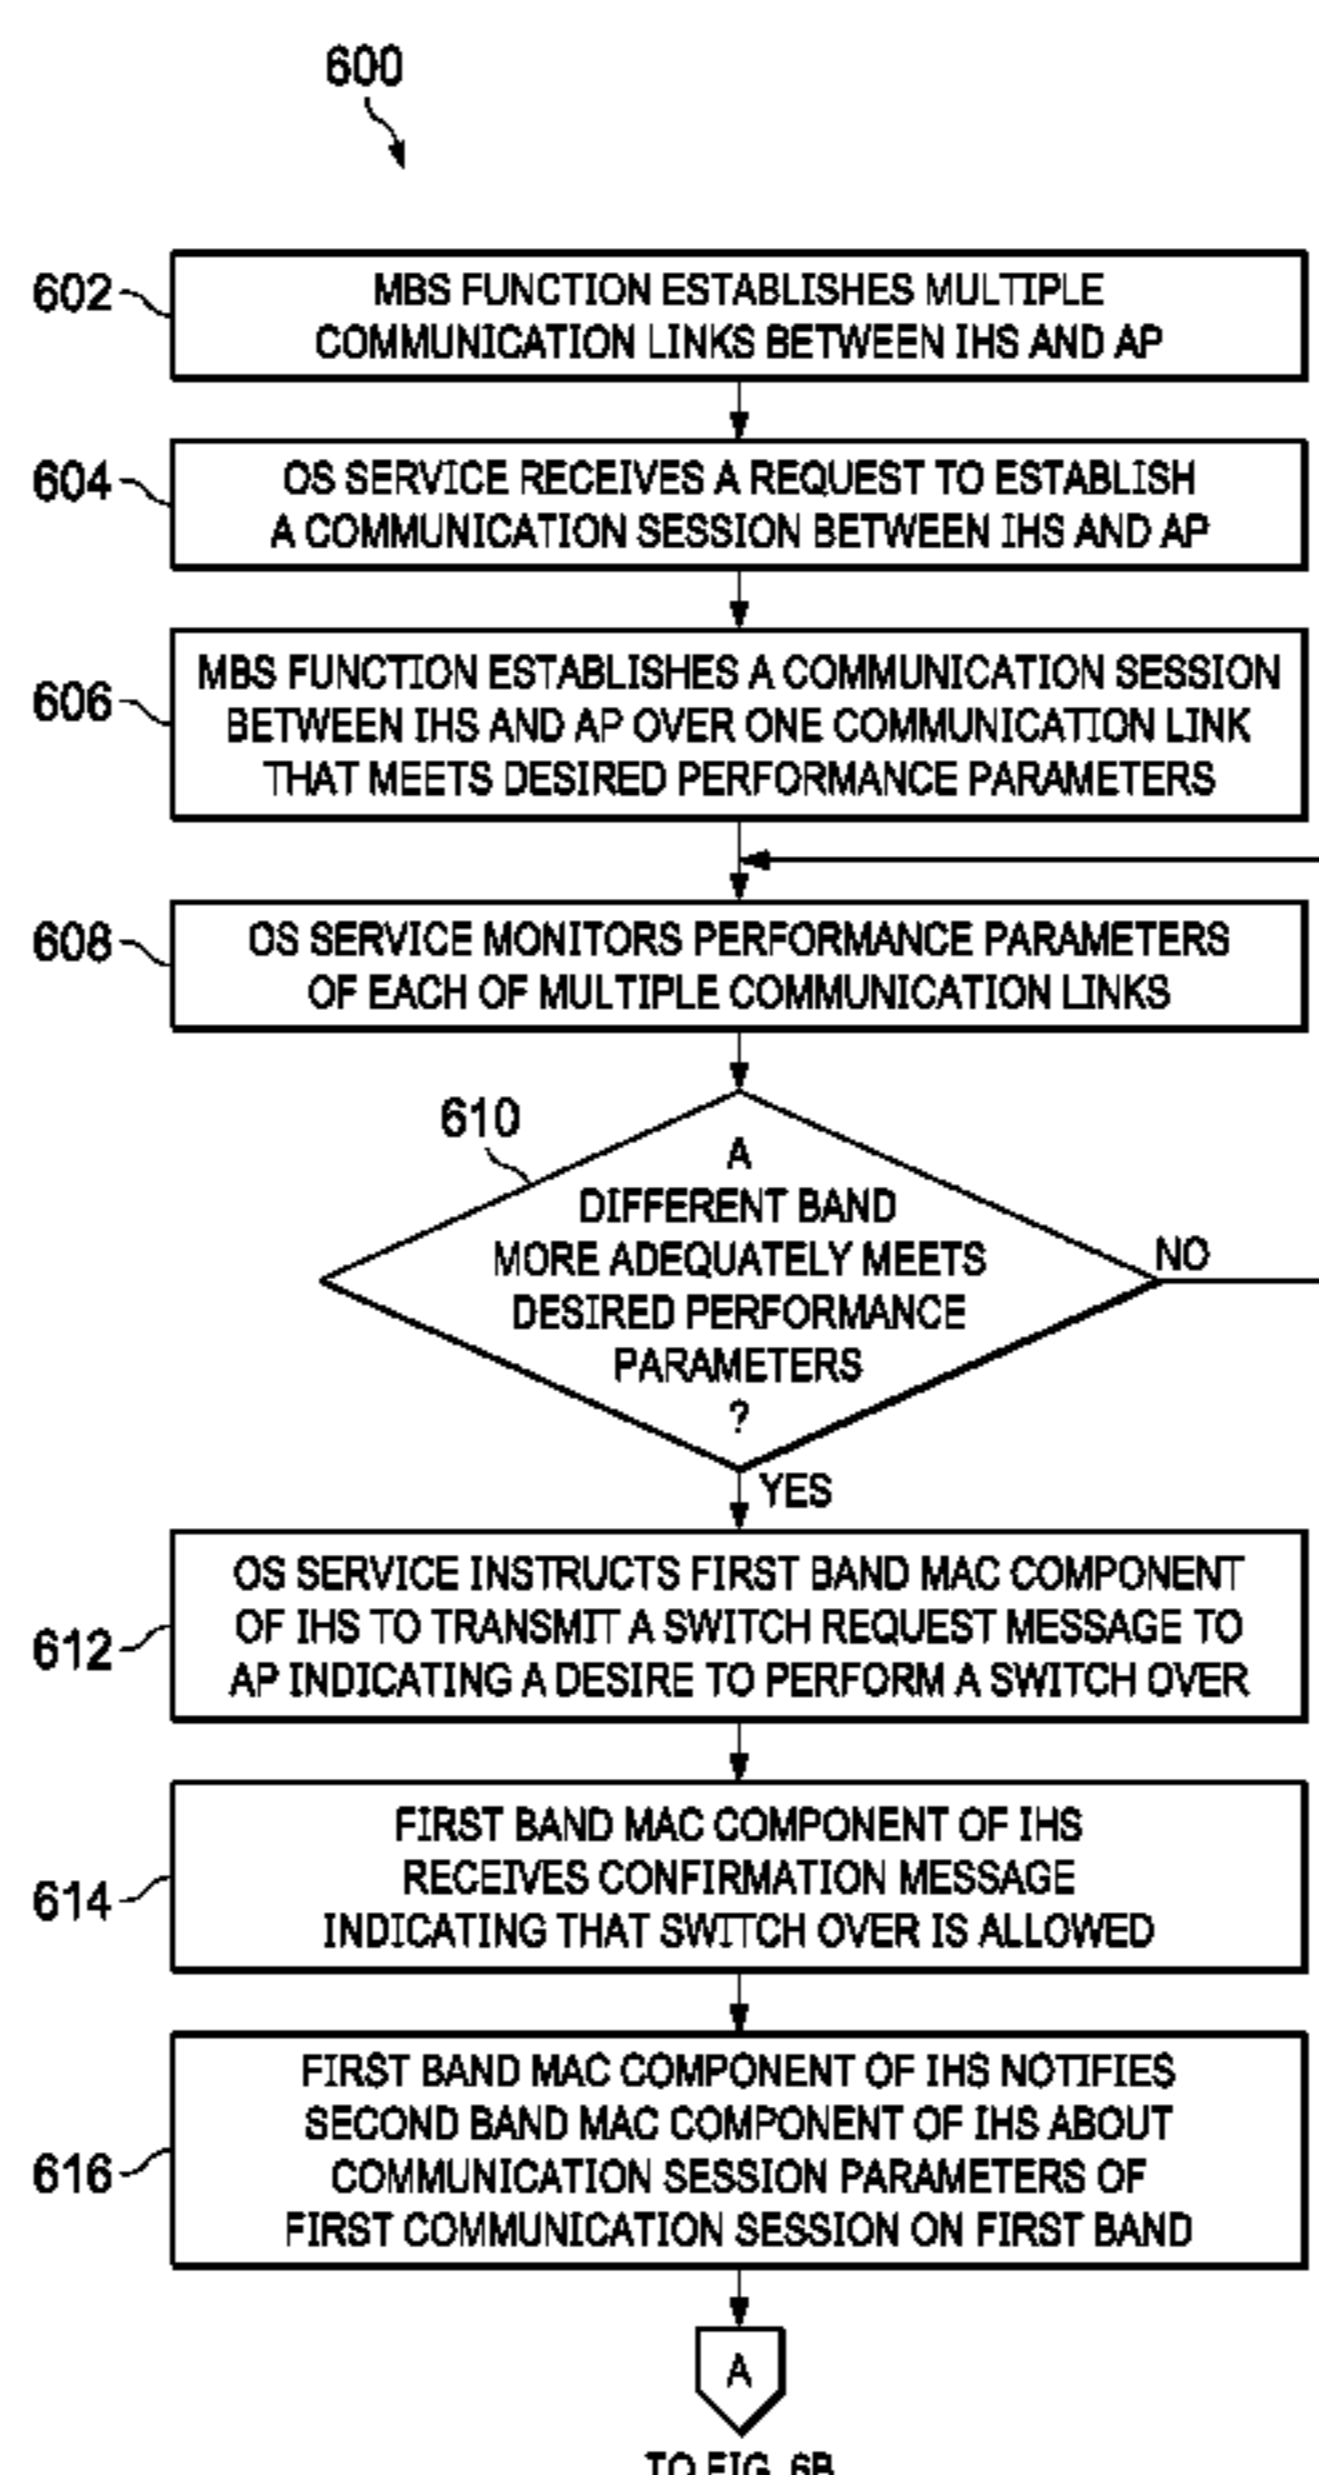 600
602
MBS FUNCTION ESTABLISHES MULTIPLE
COMMUNICATION LINKS BETWEEN IHS AND AP
604
OS SERVICE RECEIVES A REQUEST TO ESTABLISH
A COMMUNICATION SESSION BETWEEN IHS AND AP
606
MBS FUNCTION ESTABLISHES A COMMUNICATION SESSION
BETWEEN IHS AND AP OVER ONE COMMUNICATION LINK
THAT MEETS DESIRED PERFORMANCE PARAMETERS
608
OS SERVICE MONITORS PERFORMANCE PARAMETERS
OF EACH OF MULTIPLE COMMUNICATION LINKS
610
A
DIFFERENT BAND
MORE ADEQUATELY MEETS
DESIRED PERFORMANCE
PARAMETERS
?
NO
YES
612
OS SERVICE INSTRUCTS FIRST BAND MAC COMPONENT
OF IHS TO TRANSMIT A SWITCH REQUEST MESSAGE TO
AP INDICATING A DESIRE TO PERFORM A SWITCH OVER
614
FIRST BAND MAC COMPONENT OF IHS
RECEIVES CONFIRMATION MESSAGE
INDICATING THAT SWITCH OVER IS ALLOWED
616
FIRST BAND MAC COMPONENT OF IHS NOTIFIES
SECOND BAND MAC COMPONENT OF IHS ABOUT
COMMUNICATION SESSION PARAMETERS OF
FIRST COMMUNICATION SESSION ON FIRST BAND
A
TO FIG. 6B